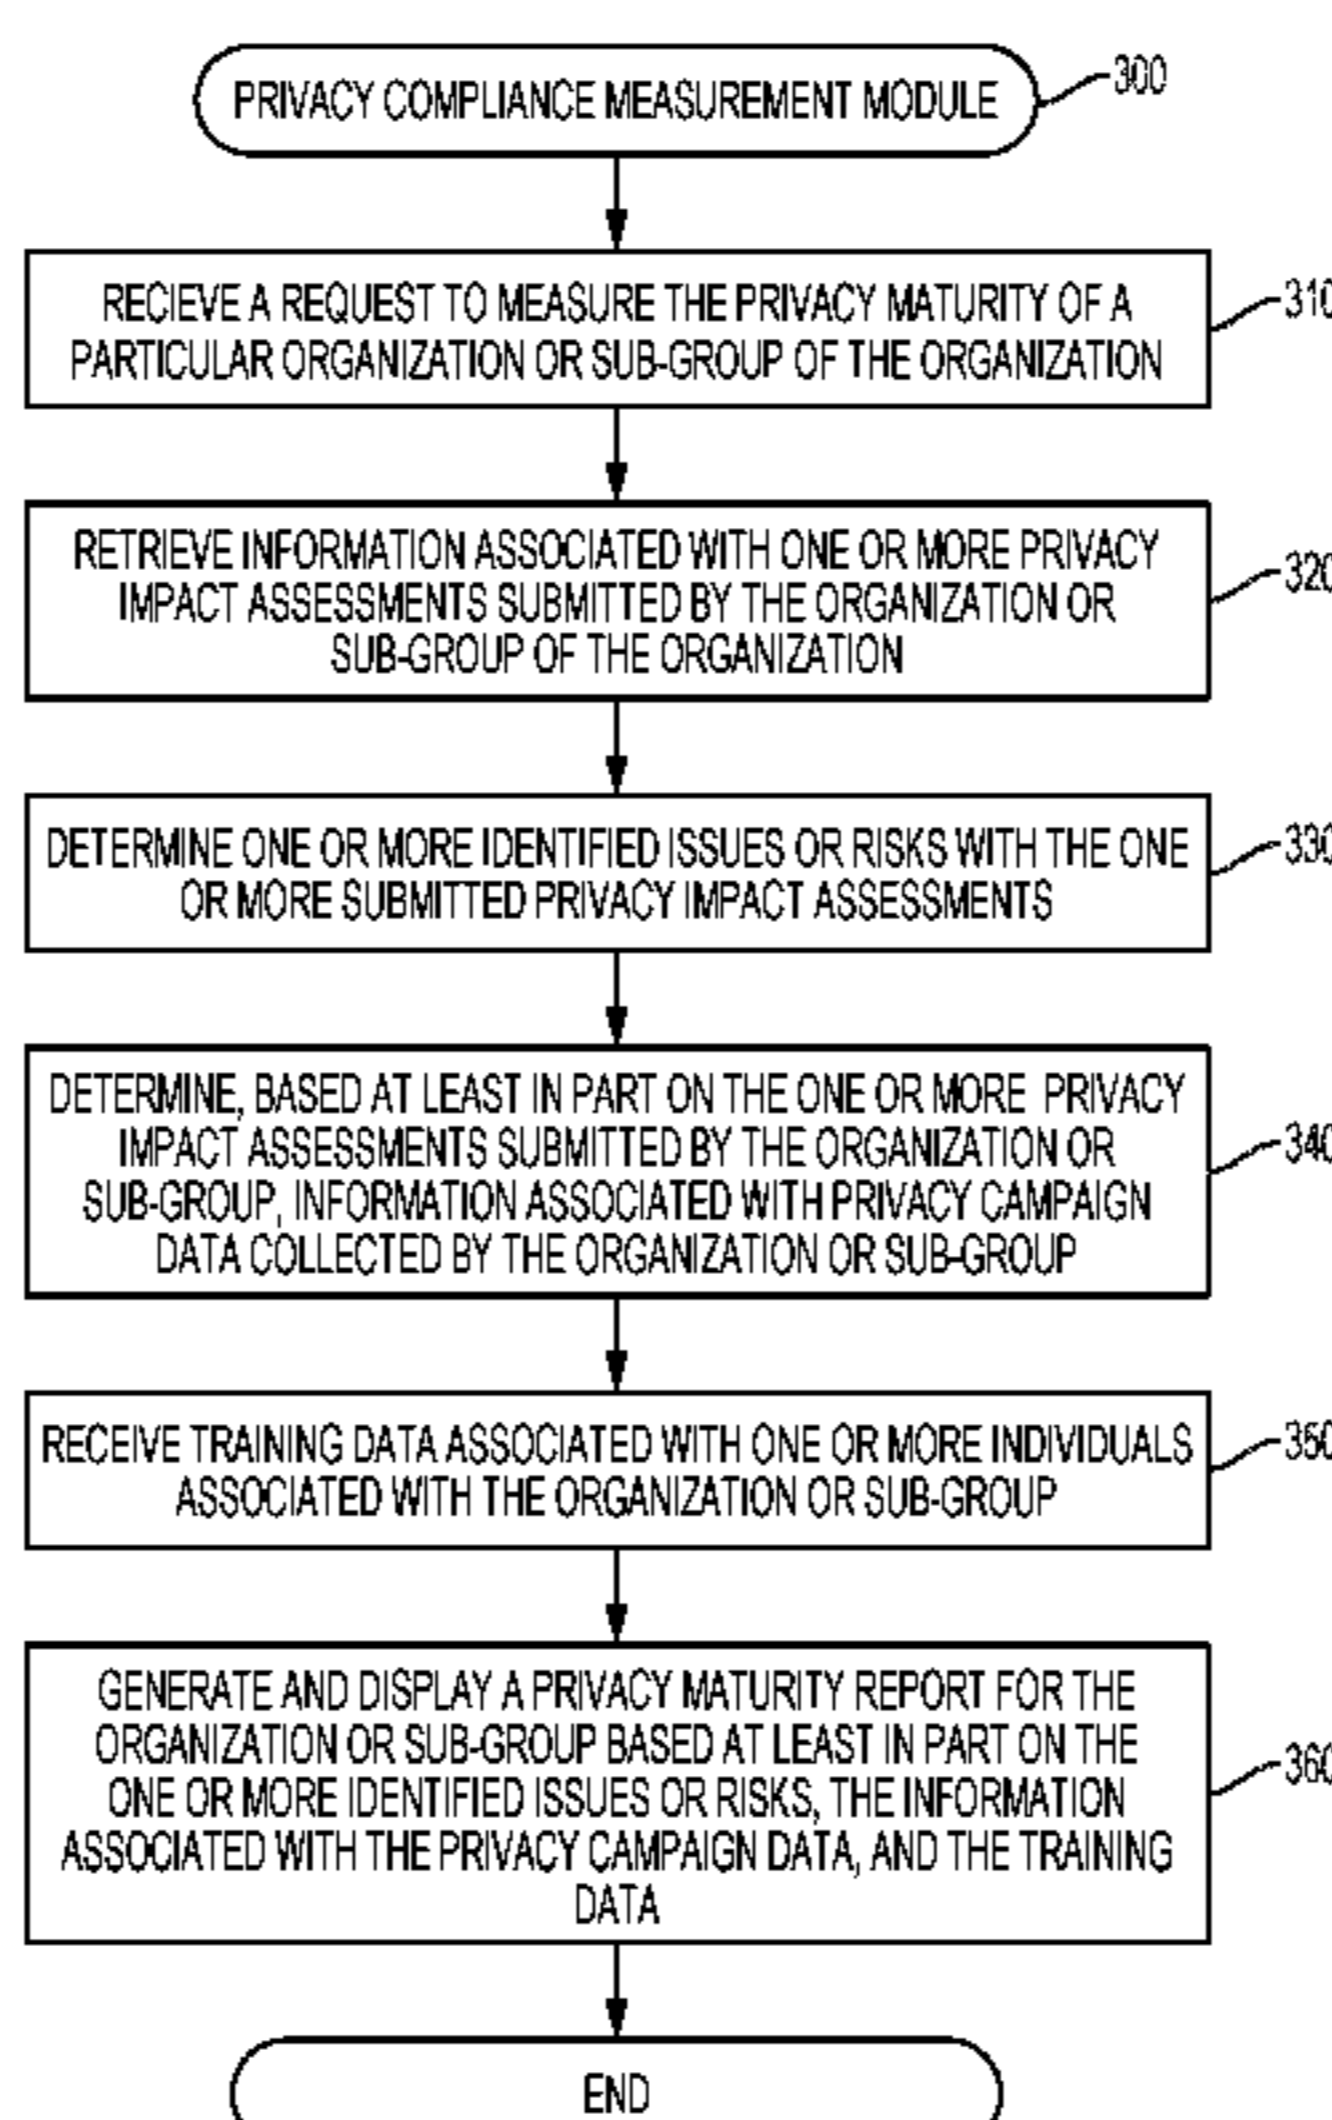 PRIVACY COMPLIANCE MEASUREMENT MODULE
300
RECIEVE A REQUEST TO MEASURE THE PRIVACY MATURITY OF A
PARTICULAR ORGANIZATION OR SUB-GROUP OF THE ORGANIZATION
310
RETRIEVE INFORMATION ASSOCIATED WITH ONE OR MORE PRIVACY
IMPACT ASSESSMENTS SUBMITTED BY THE ORGANIZATION OR
SUB-GROUP OF THE ORGANIZATION
320
DETERMINE ONE OR MORE IDENTIFIED ISSUES OR RISKS WITH THE ONE
OR MORE SUBMITTED PRIVACY IMPACT ASSESSMENTS
330
DETERMINE, BASED AT LEAST IN PART ON THE ONE OR MORE PRIVACY
IMPACT ASSESSMENTS SUBMITTED BY THE ORGANIZATION OR
SUB-GROUP, INFORMATION ASSOCIATED WITH PRIVACY CAMPAIGN
DATA COLLECTED BY THE ORGANIZATION OR SUB-GROUP
340
RECEIVE TRAINING DATA ASSOCIATED WITH ONE OR MORE INDIVIDUALS
ASSOCIATED WITH THE ORGANIZATION OR SUB-GROUP
350
GENERATE AND DISPLAY A PRIVACY MATURITY REPORT FOR THE
ORGANIZATION OR SUB-GROUP BASED AT LEAST IN PART ON THE
ONE OR MORE IDENTIFIED ISSUES OR RISKS, THE INFORMATION
ASSOCIATED WITH THE PRIVACY CAMPAIGN DATA, AND THE TRAINING
DATA
360
END